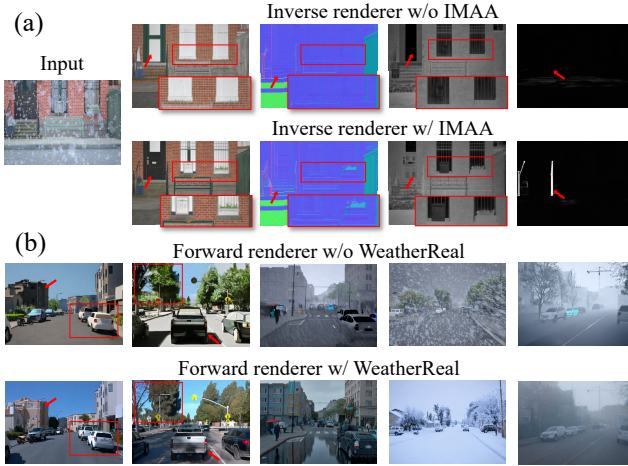 (a)
Inverse renderer w/o IMAA
Input
Inverse renderer w/ IMAA
(b)
Forward renderer w/o WeatherReal
Forward renderer w/ WeatherReal